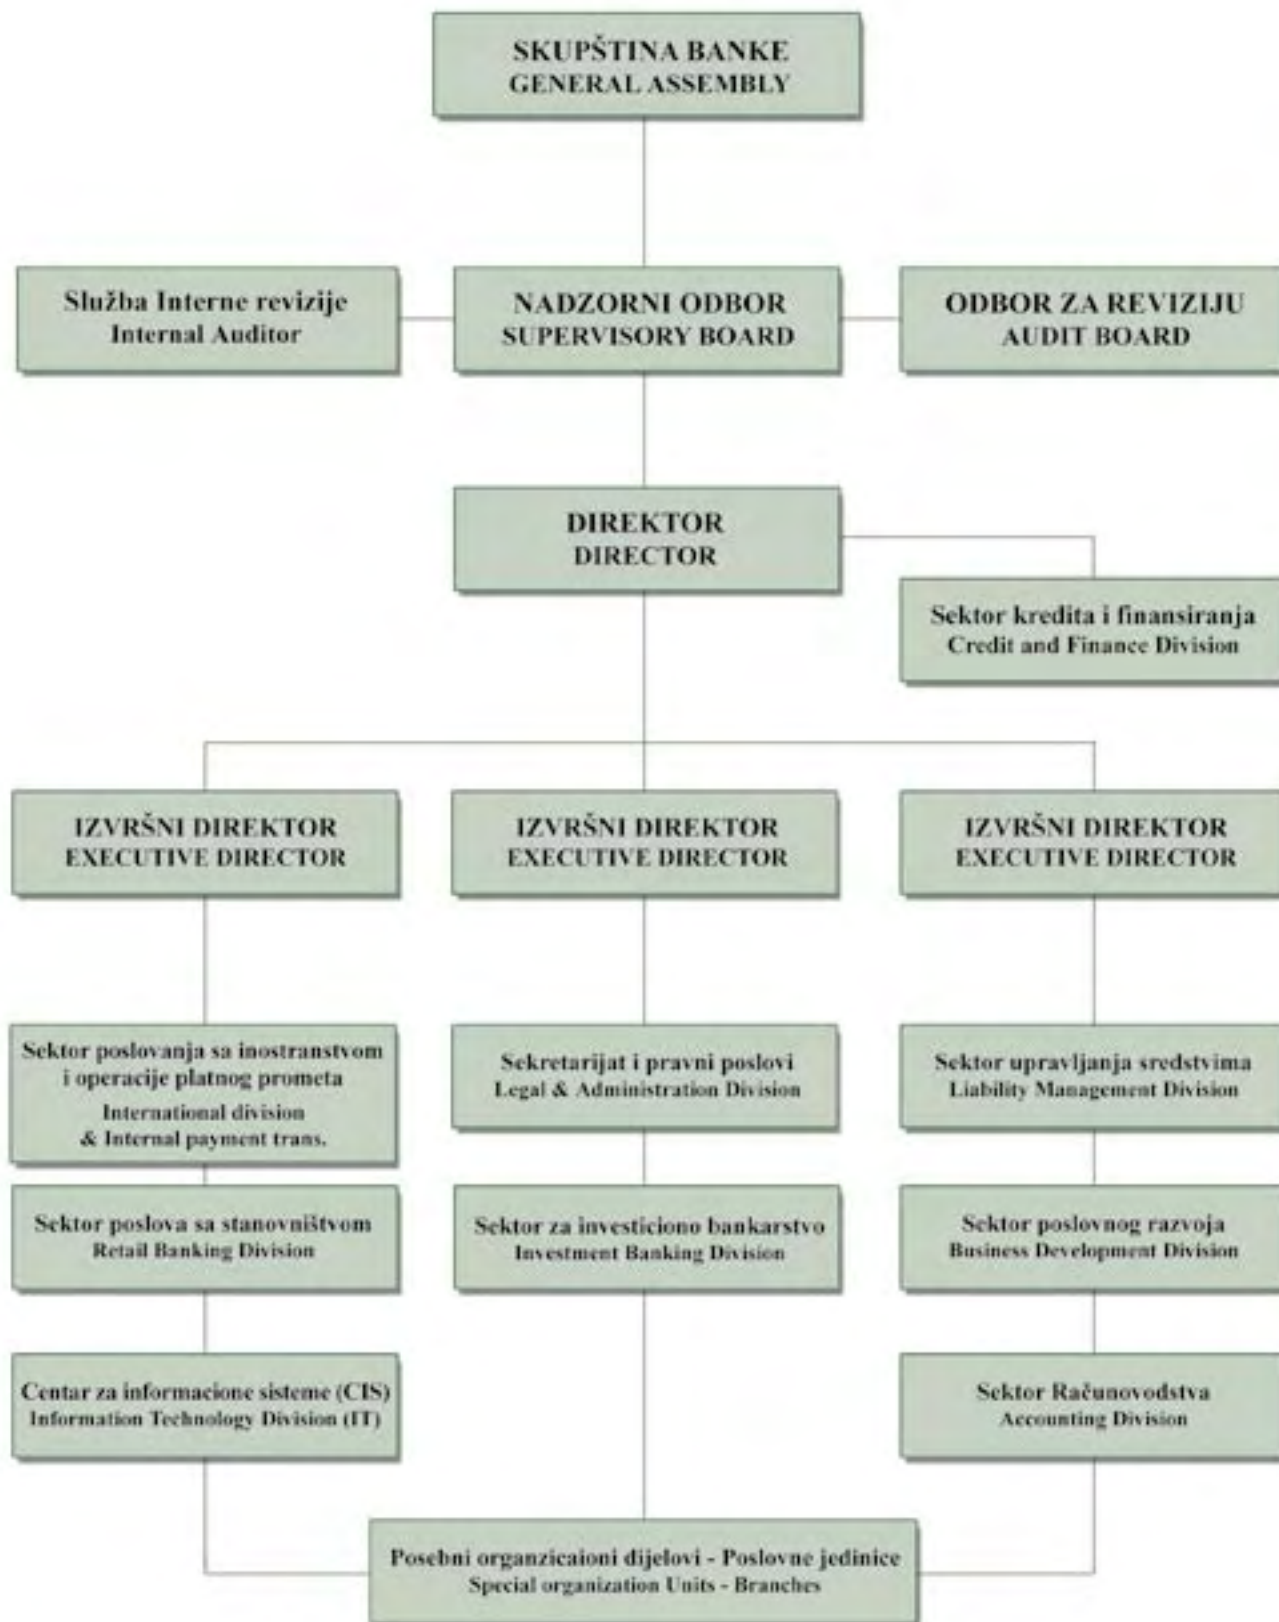 SKUPŠTINA BANKE
GENERAL ASSEMBLY
Služba Interne revizije
Internal Auditor
NADZORNI ODBOR
SUPERVISORY BOARD
ODBOR ZA REVIZIJU
AUDIT BOARD
DIREKTOR
DIRECTOR
Sektor kredita i finansiranja
Credit and Finance Division
IZVRŠNI DIREKTOR
EXECUTIVE DIRECTOR
IZVRŠNI DIREKTOR
EXECUTIVE DIRECTOR
IZVRŠNI DIREKTOR
EXECUTIVE DIRECTOR
Sektor poslovanja sa inostranstvom
i operacije platnog prometa
International division
& Internal payment trans.
Sekretarijat i pravni poslovi
Legal & Administration Division
Sektor upravljanja sredstvima
Liability Management Division
Sektor poslova sa stanovništvom
Retail Banking Division
Sektor za investiciono bankarstvo
Investment Banking Division
Sektor poslovnog razvoja
Business Development Division
Centar za informacione sisteme (CIS)
Information Technology Division (IT)
Sektor Računovodstva
Accounting Division
Posebni organzicaioni dijelovi - Poslovne jedinice
Special organization Units - Branches